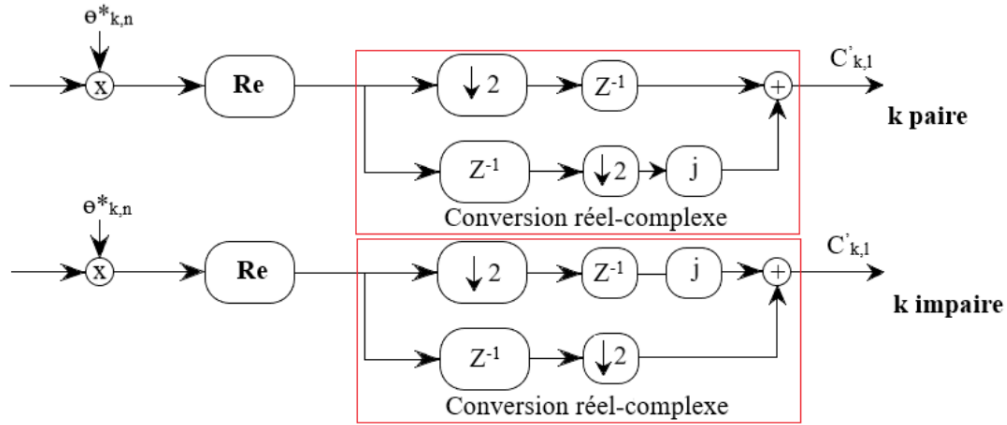 ө*k,n
x
Re
↓2
Z-1
+
C'k,l
k paire
Z-1
↓2
j
Conversion réel-complexe
ө*k,n
x
Re
↓2
Z-1
j
+
C'k,l
k impaire
Z-1
↓2
Conversion réel-complexe